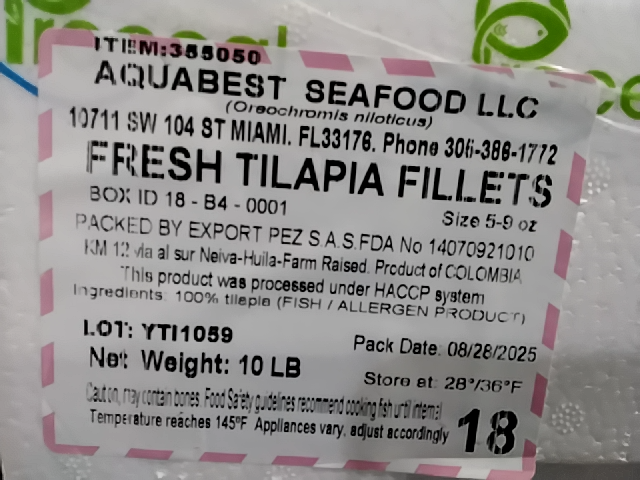 ITEM:355050
AQUABEST SEAFOOD LLC
(Oreochromis niloticus)
10711 SW 104 ST MIAMI. FL33176. Phone 305-386-1772
FRESH TILAPIA FILLETS
BOX ID 18 - B4 - 0001
Size 5-9 oz
PACKED BY EXPORT PEZ S.A.S.FDA No 14070921010
KM 12 via al sur Neiva-Huila-Farm Raised. Product of COLOMBIA
This product was processed under HACCP system
Ingredients: 100% tilapia (FISH / ALLERGEN PRODUCT)
LOT: YTI1059
Pack Date: 08/28/2025
Net Weight: 10 LB
Store at: 28°/36°F
Caution, may contain bones. Food Safety guidelines recommend cooking fish until internal
Temperature reaches 145ºF Appliances vary, adjust accordingly
18